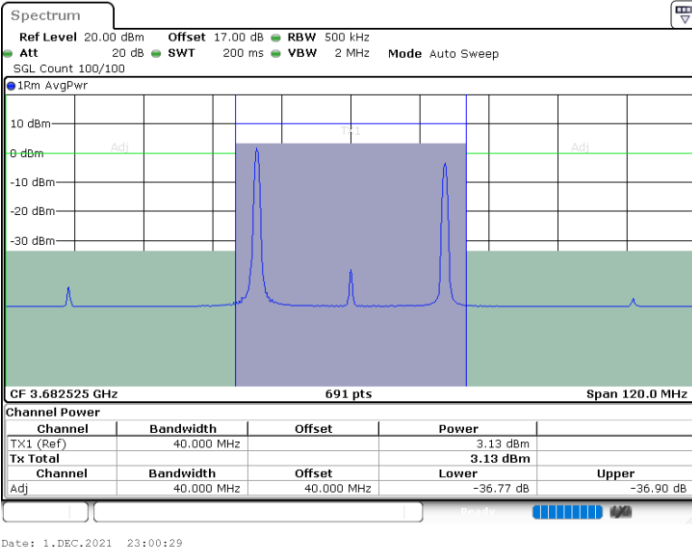 Spectrum
Ref Level 20.00 dBm Offset 17.00 dB RBW 500 kHz
Att 20 dB SWT 200 ms VBW 2 MHz Mode Auto Sweep
SGL Count 100/100
1Rm AvgPwr
10 dBm
TX1
Adj Adj
0 dBm
-10 dBm
-20 dBm
-30 dBm
CF 3.682525 GHz 691 pts Span 120.0 MHz
Channel Power
Channel Bandwidth Offset Power
TX1 (Ref) 40.000 MHz 3.13 dBm
Tx Total 3.13 dBm
Channel Bandwidth Offset Lower Upper
Adj 40.000 MHz 40.000 MHz -36.77 dB -36.90 dB
Ready
Date: 1.DEC.2021 23:00:29